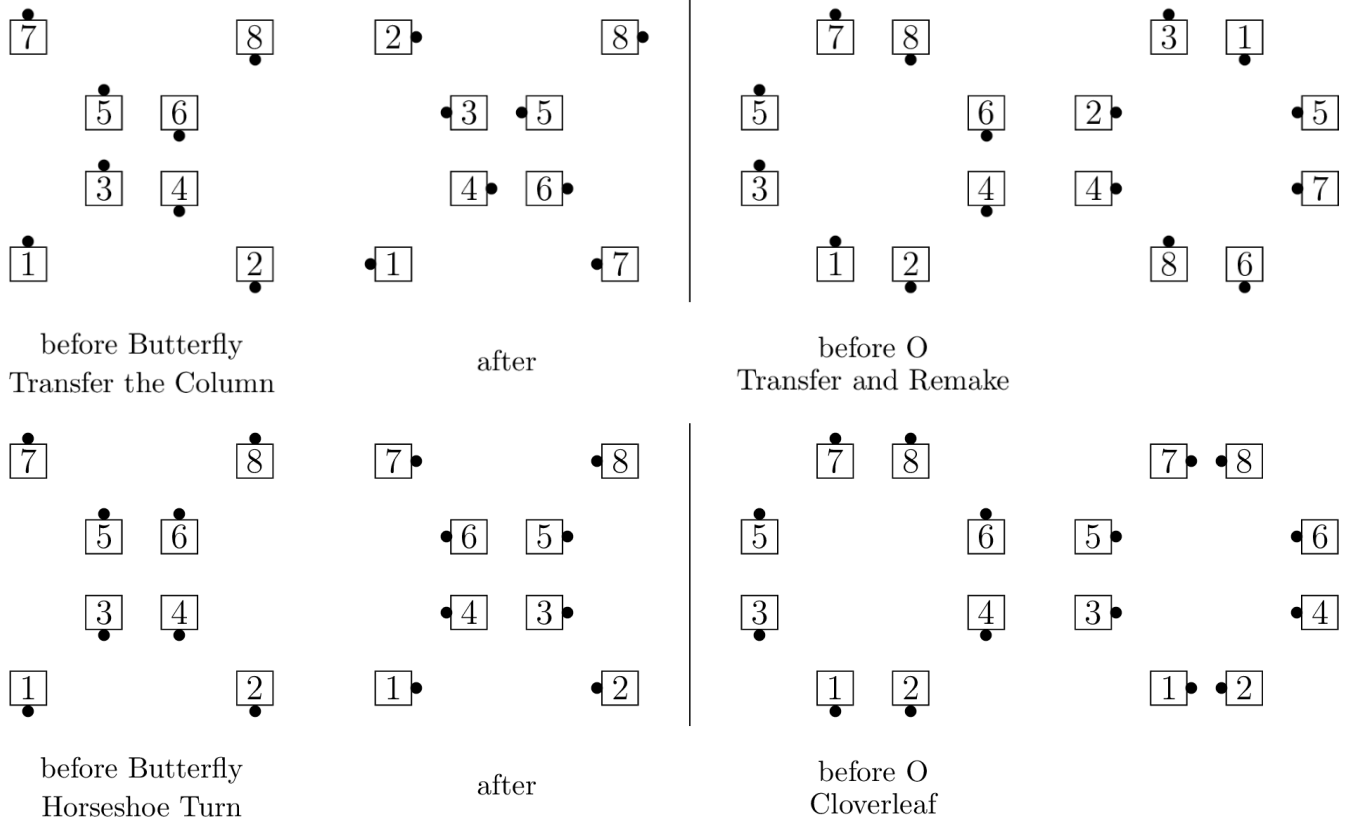 7 8 2 8 7 8 3 1
5 6 3 5 5 6 2 5
3 4 4 6 3 4 4 7
1 2 1 7 1 2 8 6
before Butterfly
Transfer the Column
after
before O
Transfer and Remake
7 8 7 8 7 8 7 8
5 6 6 5 5 6 5 6
3 4 4 3 3 4 3 4
1 2 1 2 1 2 1 2
before Butterfly
Horseshoe Turn
after
before O
Cloverleaf